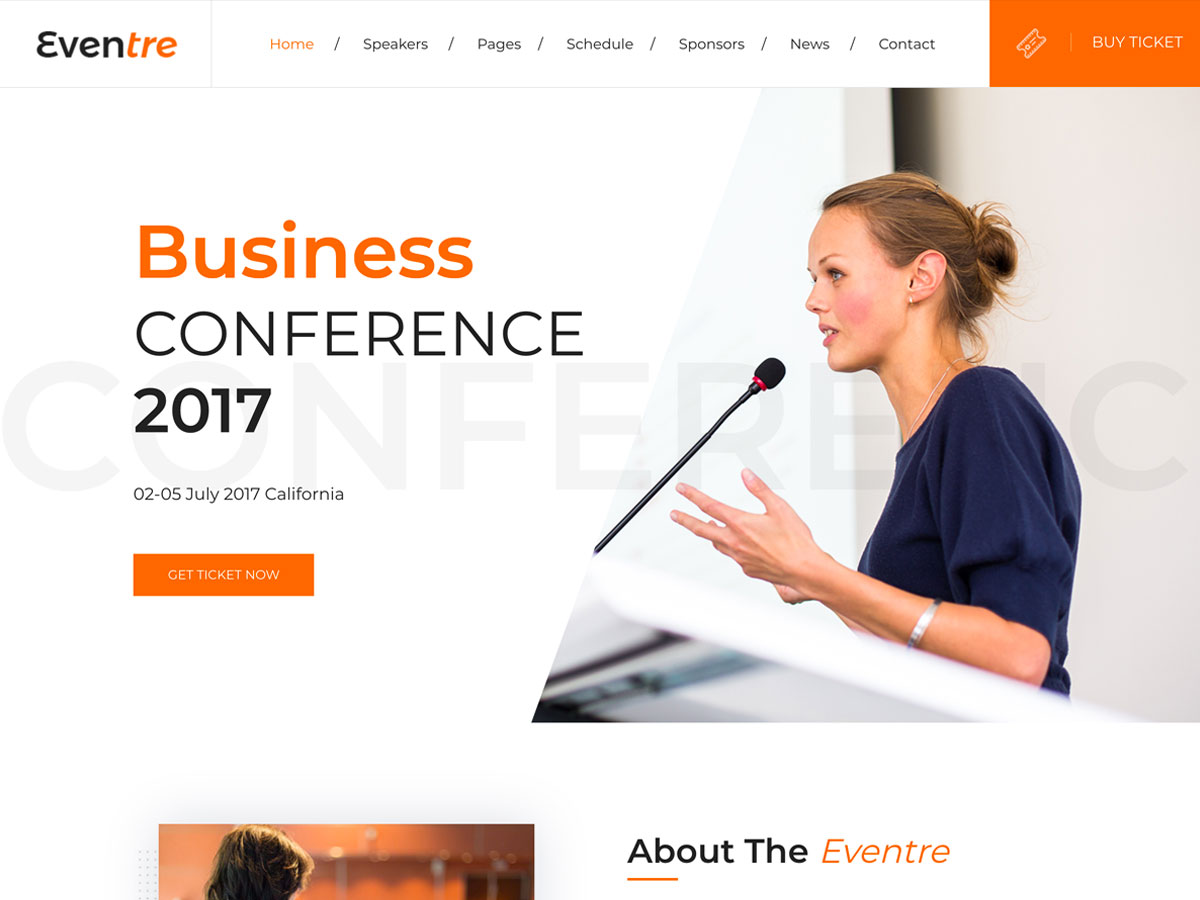 Eventre
Home / Speakers / Pages / Schedule / Sponsors / News / Contact
BUY TICKET
Business
CONFERENCE
2017
CONFERENC
02-05 July 2017 California
GET TICKET NOW
About The Eventre